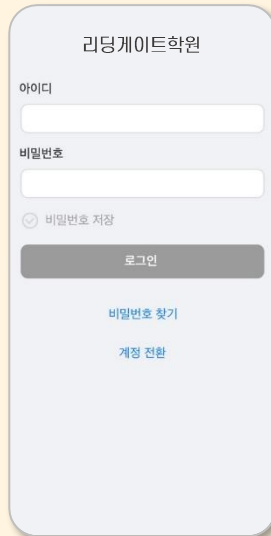 리딩게이트학원
아이디
비밀번호
비밀번호 저장
로그인
비밀번호 찾기
계정 전환